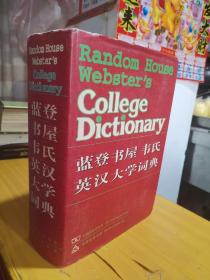 Random House
Webster's
College
Dictionary
蓝登书屋 韦氏
英汉大学词典
Random House
Webster's
College
Dictionary
蓝登
书屋
韦氏
英汉
大学
词典